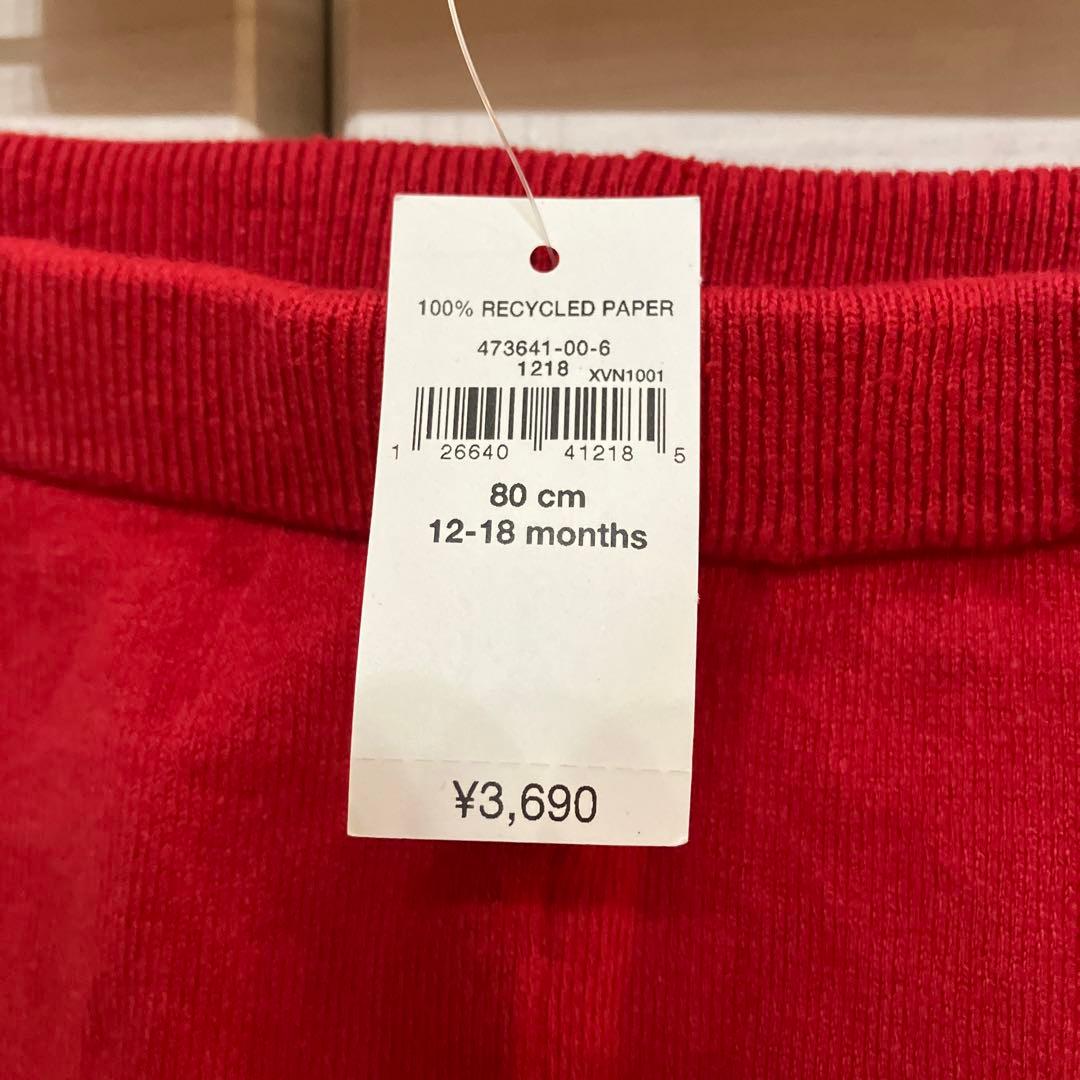 100% RECYCLED PAPER
473641-00-6
1218 XVN1001
1 26640 41218 5
80 cm
12-18 months
¥3,690